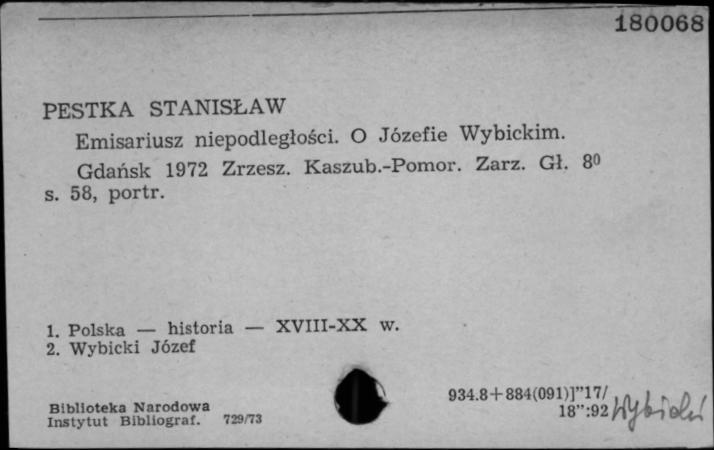 180068
PESTKA STANISŁAW
Emisariusz niepodległości. O Józefie Wybickim.
Gdańsk 1972 Zrzesz. Kaszub.-Pomor. Zarz. Gł. 8⁰
s. 58, portr.
1. Polska — historia — XVIII-XX w.
2. Wybicki Józef
934.8+884(091)]"17/
18":92 Wybicki
Biblioteka Narodowa
Instytut Bibliograf. 729/73